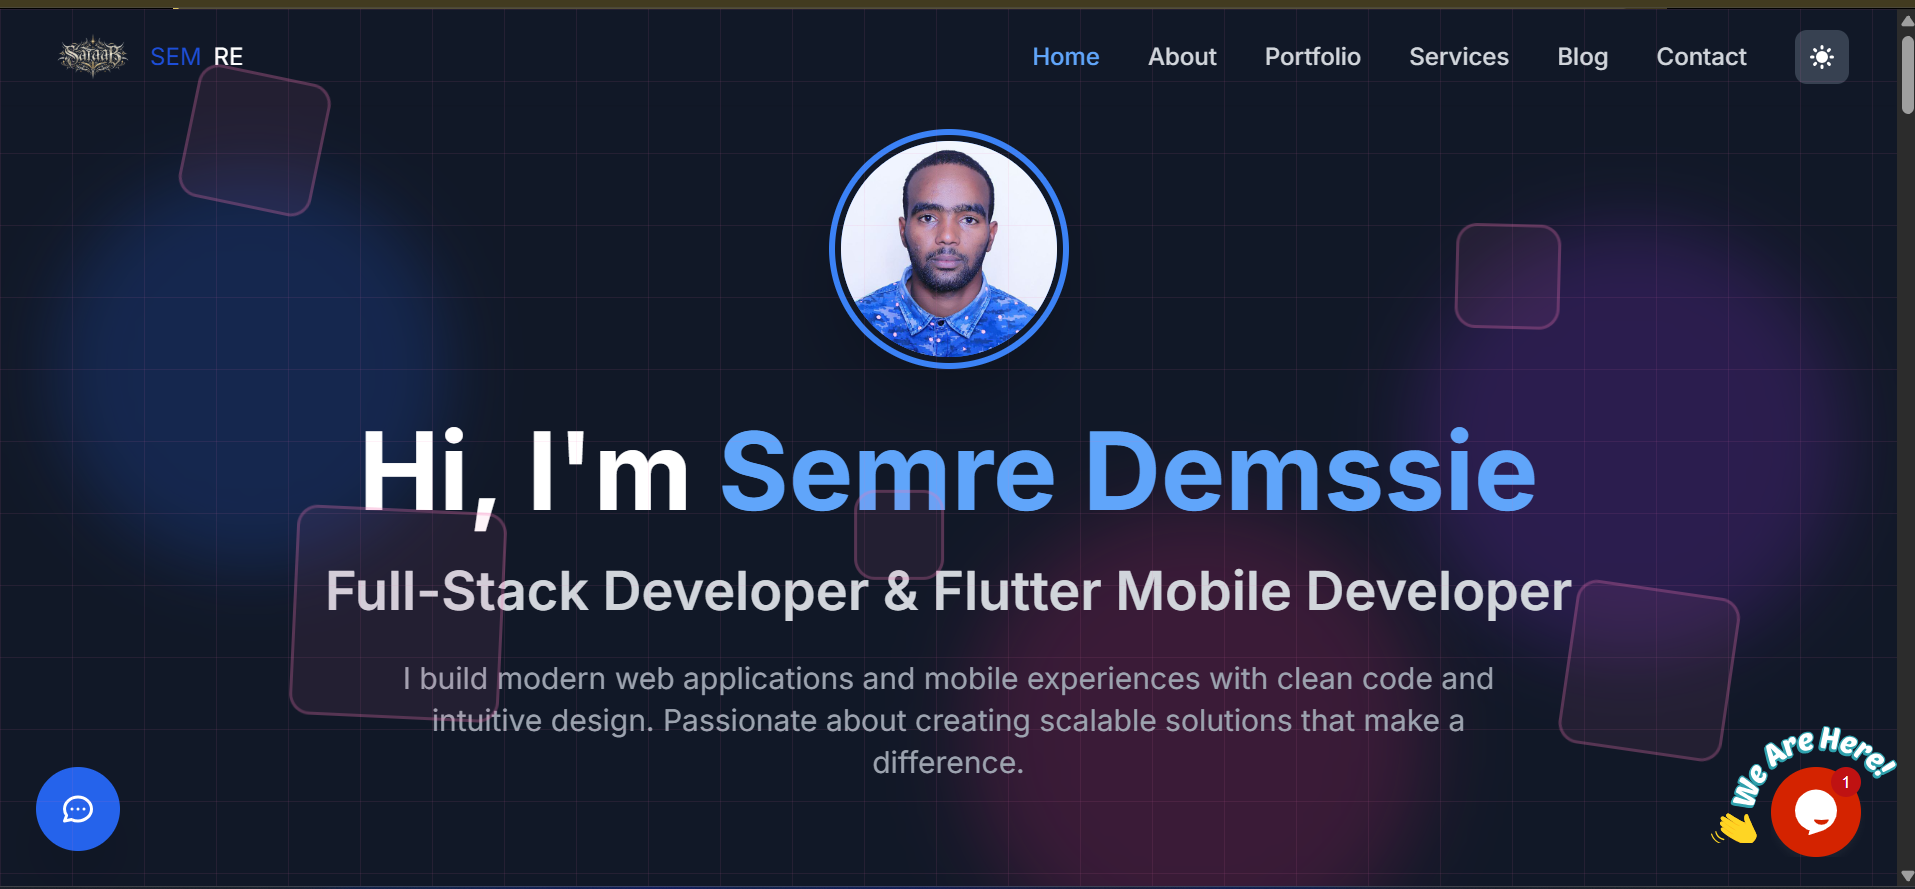 Saraab
SEM RE
Home About Portfolio Services Blog Contact
Hi, I'm Semre Demssie
Full-Stack Developer & Flutter Mobile Developer
I build modern web applications and mobile experiences with clean code and
intuitive design. Passionate about creating scalable solutions that make a
difference.
We Are Here!
1